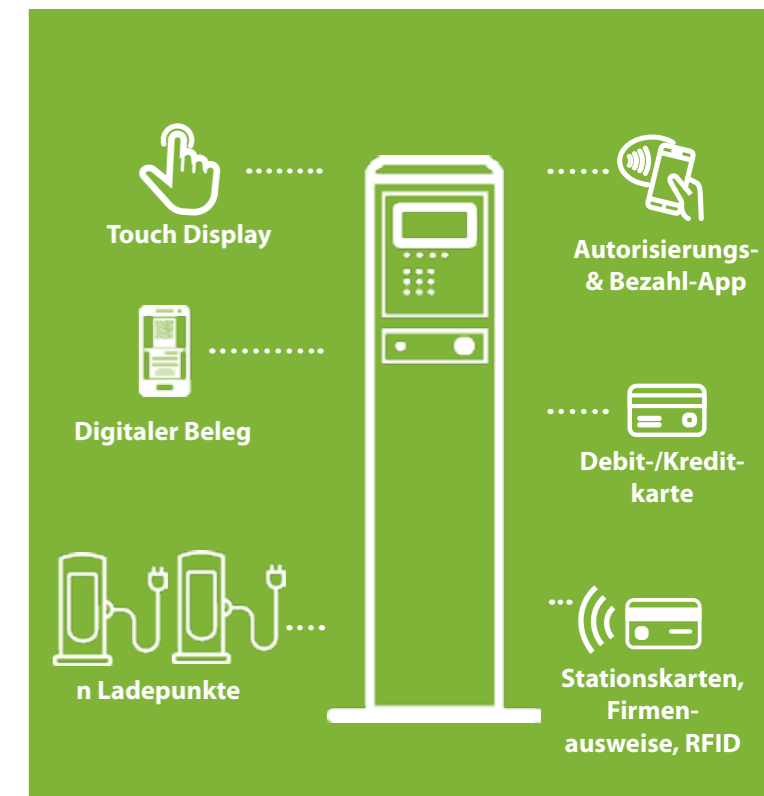 Touch Display
Autorisierungs-
& Bezahl-App
Digitaler Beleg
Debit-/Kredit-
karte
n Ladepunkte
Stationskarten,
Firmen-
ausweise, RFID